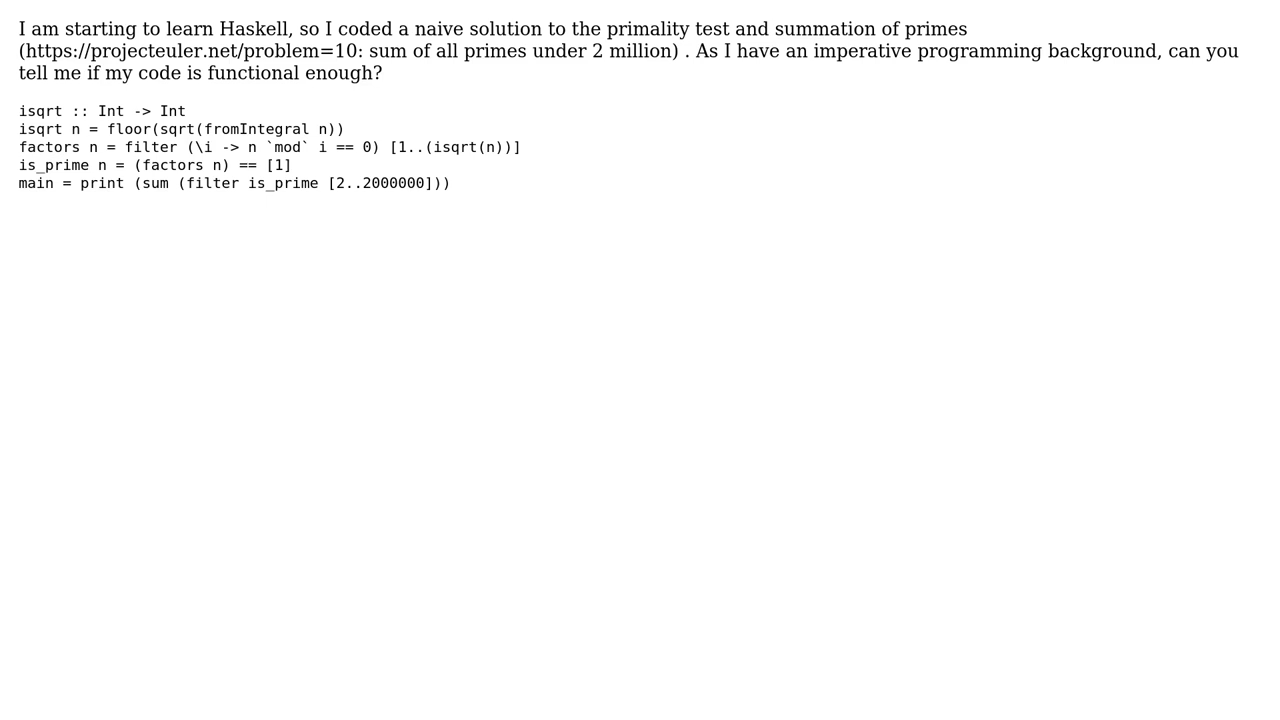 I am starting to learn Haskell, so I coded a naive solution to the primality test and summation of primes
(https://projecteuler.net/problem=10: sum of all primes under 2 million) . As I have an imperative programming background, can you
tell me if my code is functional enough?
isqrt :: Int -> Int
isqrt n = floor(sqrt(fromIntegral n))
factors n = filter (\i -> n `mod` i == 0) [1..(isqrt(n))]
is_prime n = (factors n) == [1]
main = print (sum (filter is_prime [2..2000000]))